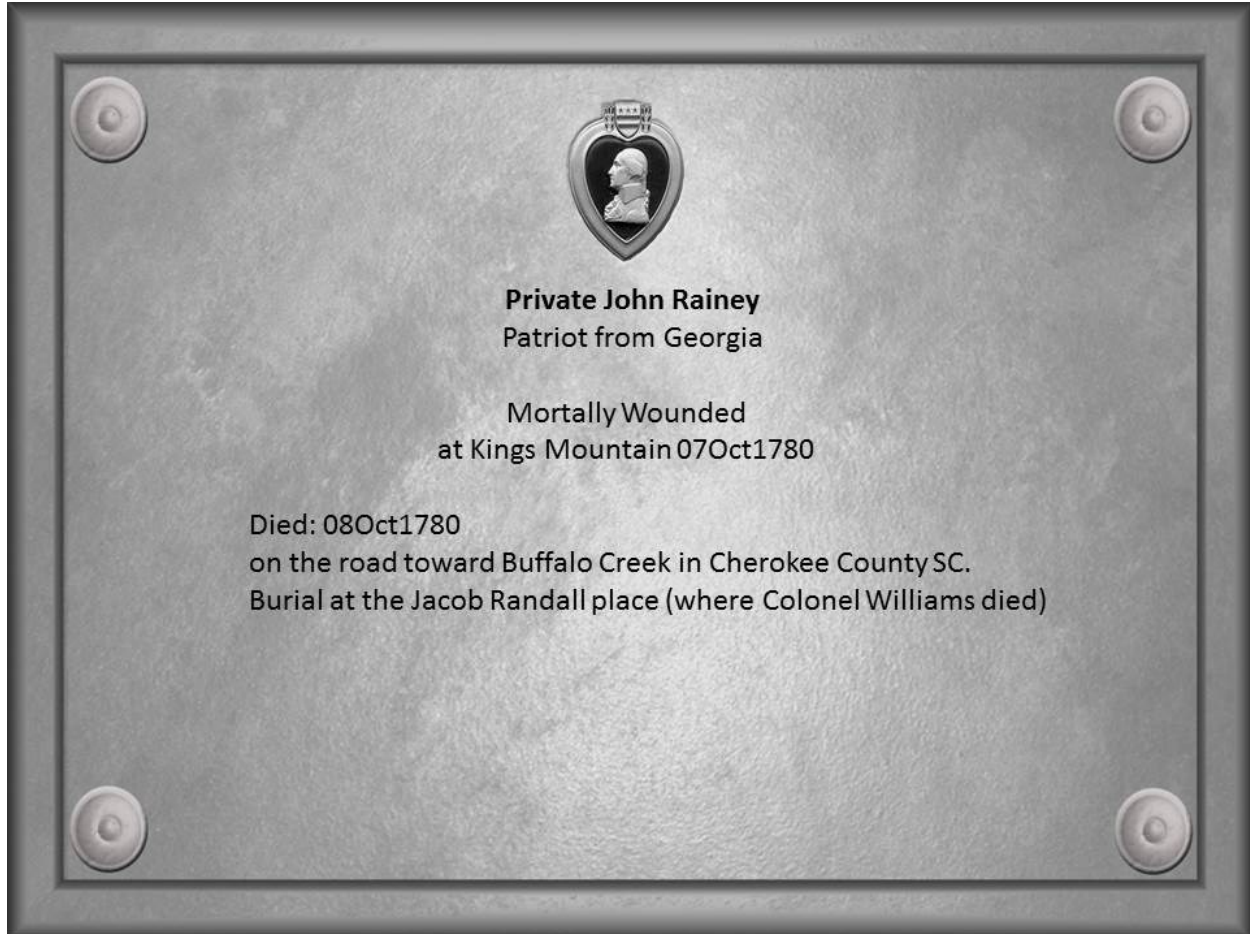 Private John Rainey
Patriot from Georgia
Mortally Wounded
at Kings Mountain 07Oct1780
Died: 08Oct1780
on the road toward Buffalo Creek in Cherokee County SC.
Burial at the Jacob Randall place (where Colonel Williams died)